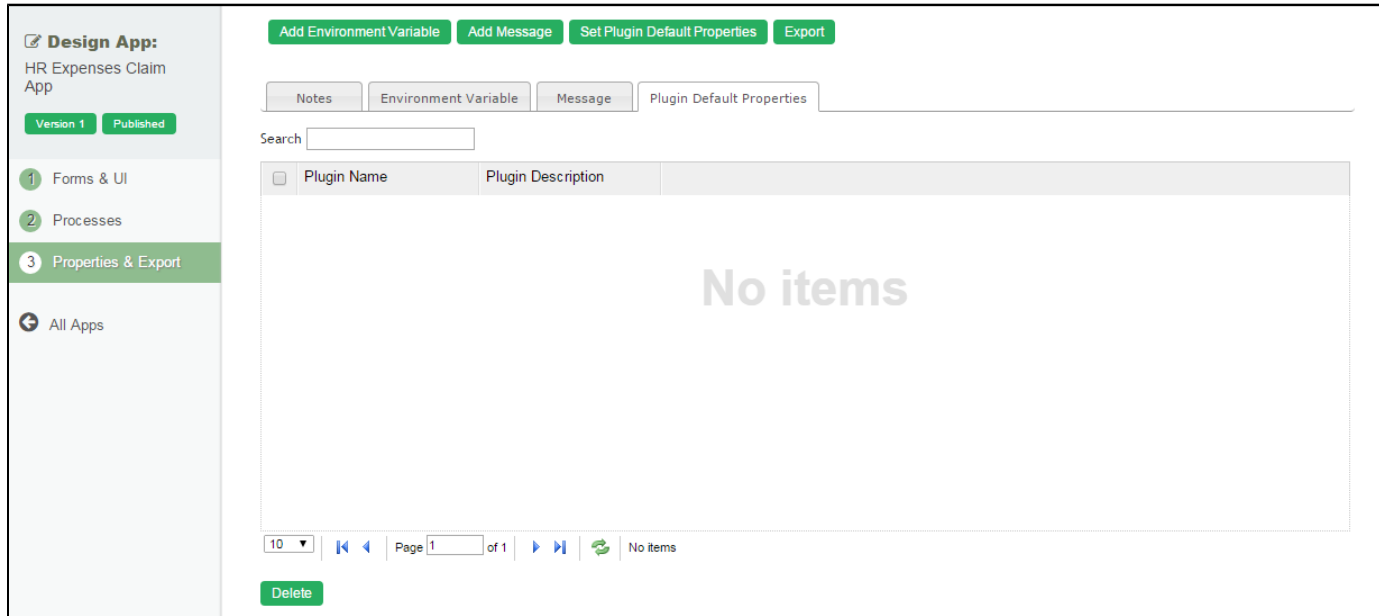 Design App:
HR Expenses Claim
App
Version 1 Published
1 Forms & UI
2 Processes
3 Properties & Export
All Apps
Add Environment Variable Add Message Set Plugin Default Properties Export
Notes Environment Variable Message Plugin Default Properties
Search
Plugin Name Plugin Description
No items
10 Page 1 of 1 No items
Delete